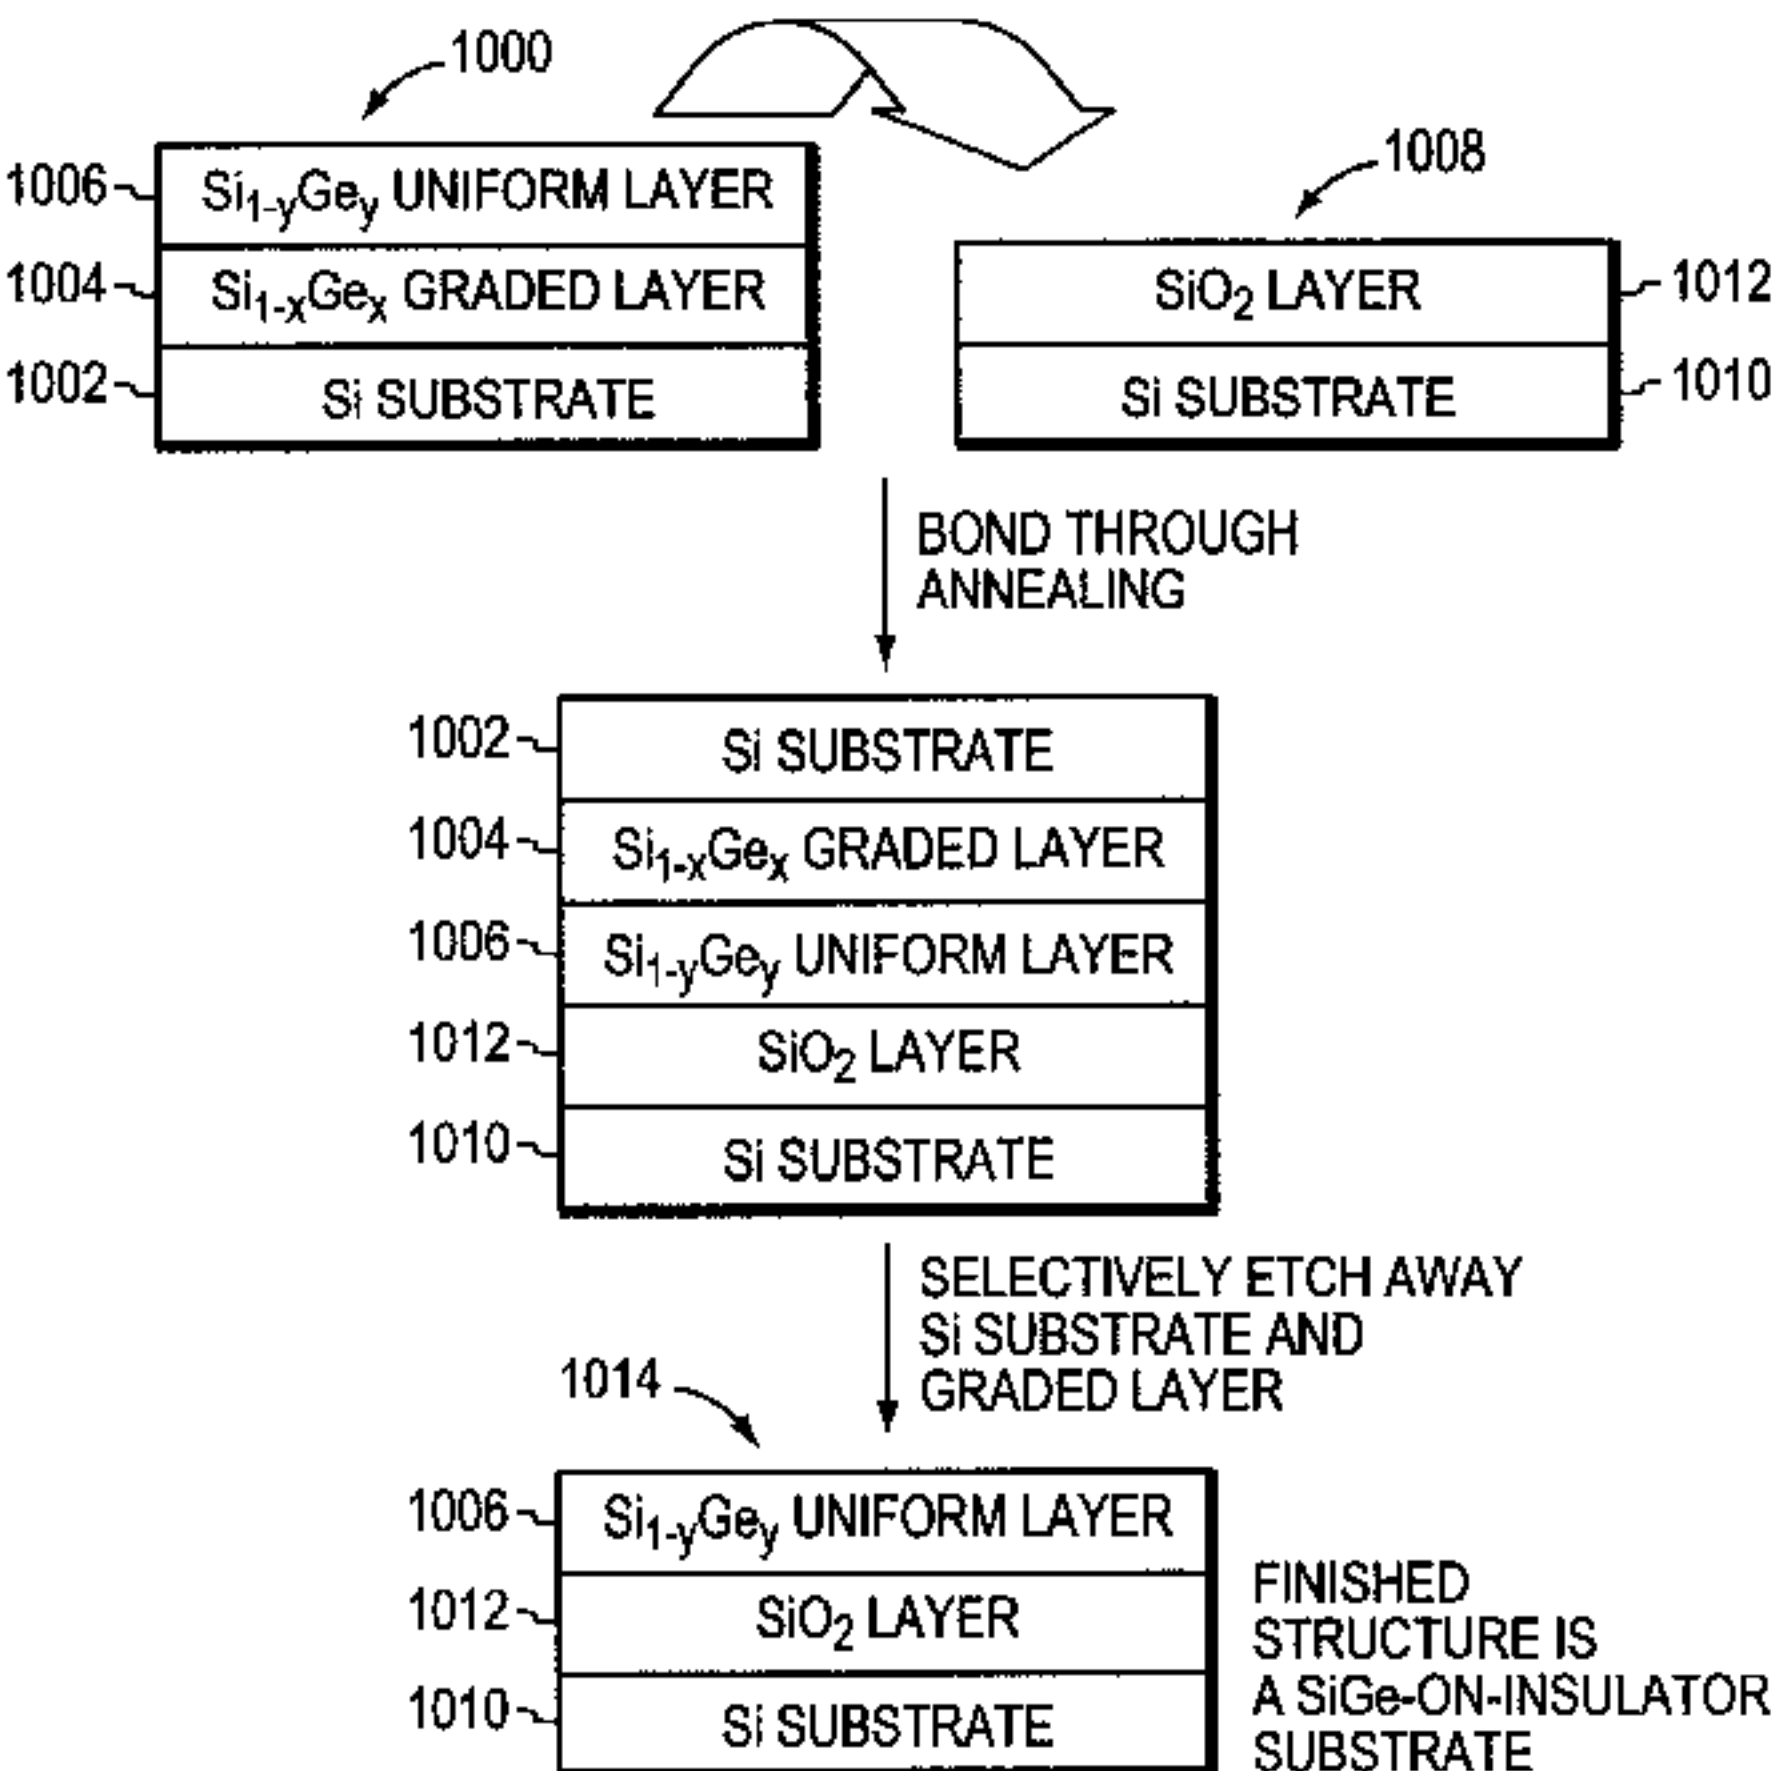 1000
1006 Si1-yGey UNIFORM LAYER
1004 Si1-xGex GRADED LAYER
1002 Si SUBSTRATE
1008
SiO2 LAYER 1012
Si SUBSTRATE 1010
BOND THROUGH
ANNEALING
1002 Si SUBSTRATE
1004 Si1-xGex GRADED LAYER
1006 Si1-yGey UNIFORM LAYER
1012 SiO2 LAYER
1010 Si SUBSTRATE
SELECTIVELY ETCH AWAY
Si SUBSTRATE AND
GRADED LAYER
1014
1006 Si1-yGey UNIFORM LAYER
1012 SiO2 LAYER
1010 Si SUBSTRATE
FINISHED
STRUCTURE IS
A SiGe-ON-INSULATOR
SUBSTRATE